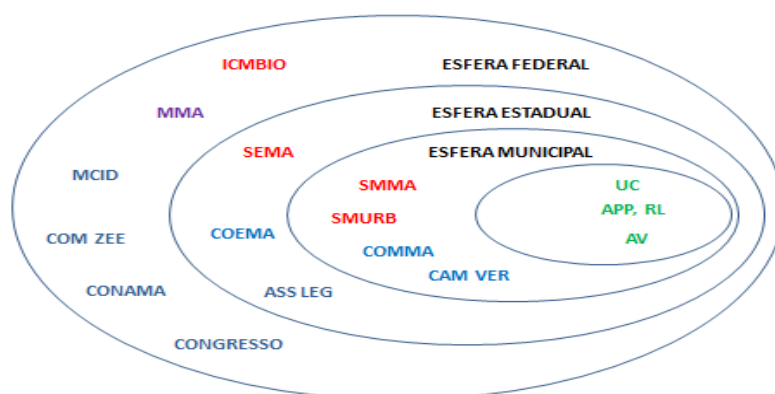 ICMBIO ESFERA FEDERAL
MMA ESFERA ESTADUAL
SEMA ESFERA MUNICIPAL
MCID SMMA UC
SMURB APP, RL
COM ZEE COEMA COMMA AV
CONAMA ASS LEG CAM VER
CONGRESSO